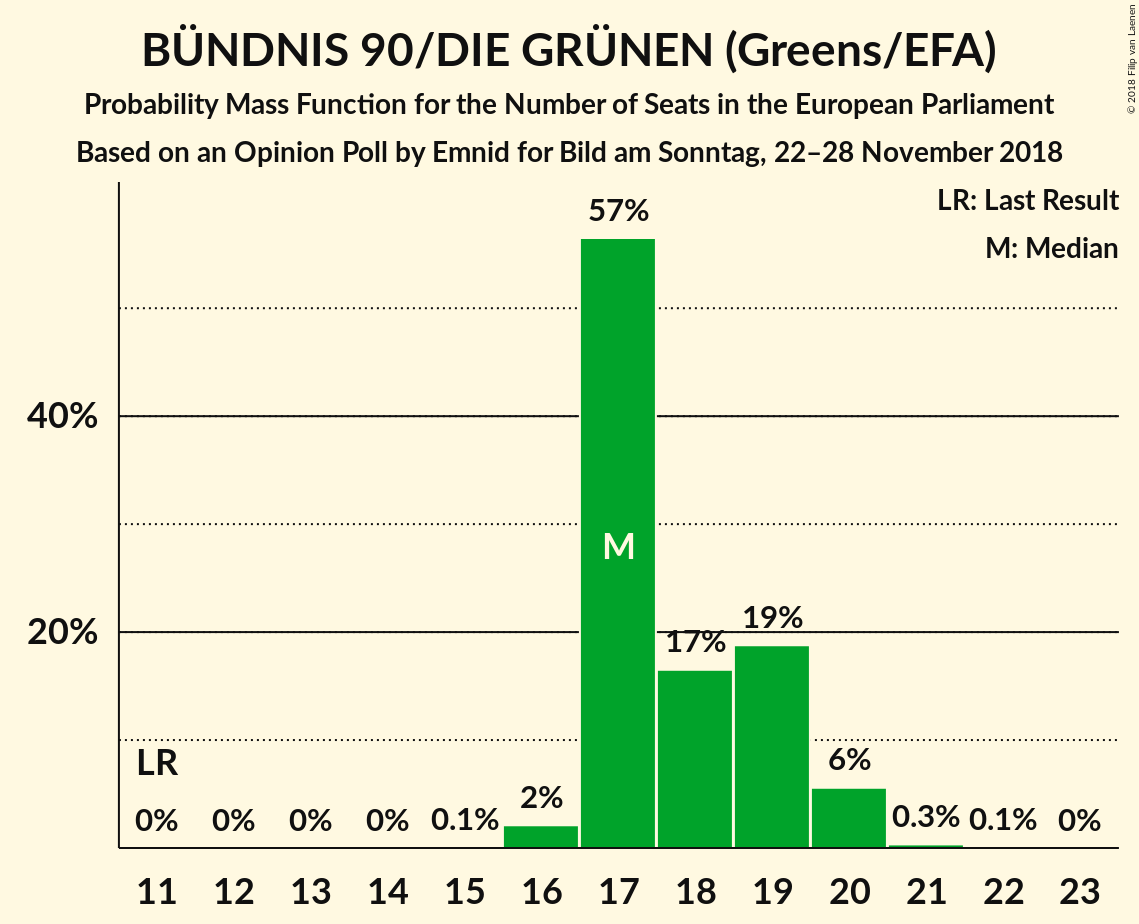 BÜNDNIS 90/DIE GRÜNEN (Greens/EFA)
Probability Mass Function for the Number of Seats in the European Parliament
Based on an Opinion Poll by Emnid for Bild am Sonntag, 22–28 November 2018
© 2018 Filip van Laenen
LR: Last Result
M: Median
57%
40%
M
20%
17%
19%
LR
0%
0%
0%
0%
0.1%
2%
6%
0.3%
0.1%
0%
11 12 13 14 15 16 17 18 19 20 21 22 23